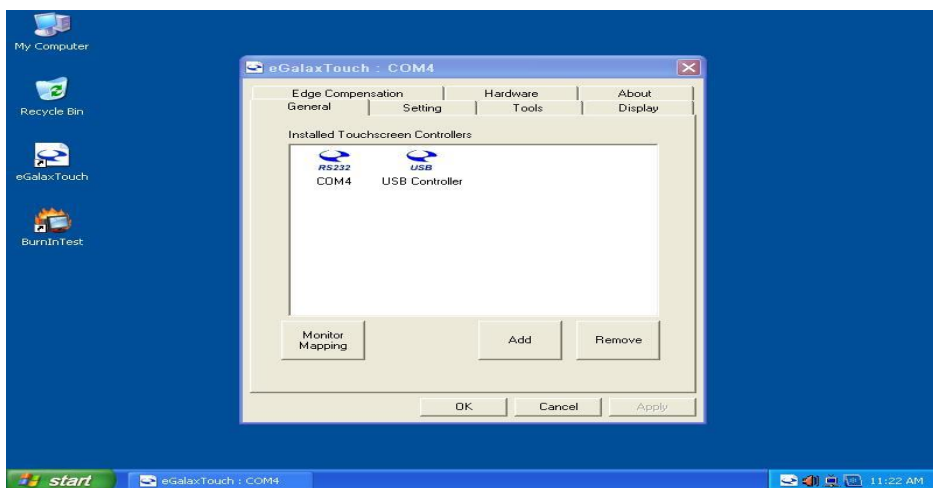 My Computer
Recycle Bin
eGalaxTouch
BurnInTest
eGalaxTouch : COM4
Edge Compensation Hardware About
General Setting Tools Display
Installed Touchscreen Controllers
RS232 USB
COM4 USB Controller
Monitor
Mapping
Add Remove
OK Cancel Apply
start eGalaxTouch : COM4 11:22 AM